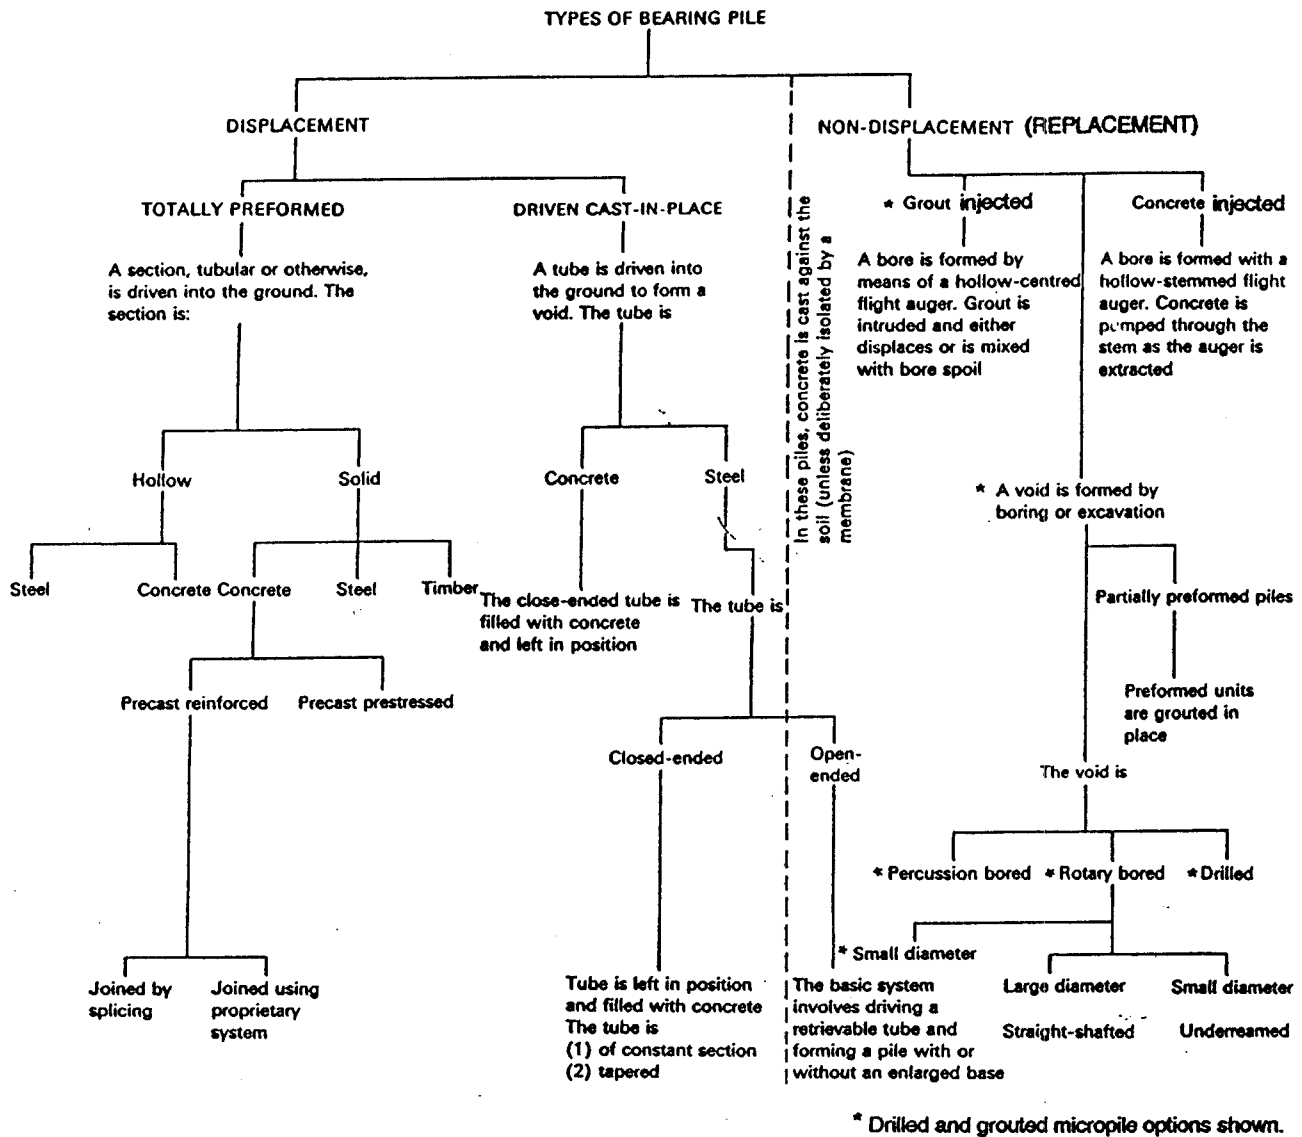 TYPES OF BEARING PILE
DISPLACEMENT
NON-DISPLACEMENT (REPLACEMENT)
TOTALLY PREFORMED
A section, tubular or otherwise,
is driven into the ground. The
section is:
Hollow
Solid
Steel
Concrete
Concrete
Steel
Timber
Precast reinforced
Precast prestressed
Joined by
splicing
Joined using
proprietary
system
DRIVEN CAST-IN-PLACE
A tube is driven into
the ground to form a
void. The tube is
Concrete
Steel
The close-ended tube is
filled with concrete
and left in position
The tube is
Closed-ended
Open-
ended
Tube is left in position
and filled with concrete
The tube is
(1) of constant section
(2) tapered
The basic system
involves driving a
retrievable tube and
forming a pile with or
without an enlarged base
In these piles, concrete is cast against the
soil (unless deliberately isolated by a
membrane)
* Grout injected
A bore is formed by
means of a hollow-centred
flight auger. Grout is
intruded and either
displaces or is mixed
with bore spoil
Concrete injected
A bore is formed with a
hollow-stemmed flight
auger. Concrete is
pumped through the
stem as the auger is
extracted
* A void is formed by
boring or excavation
Partially preformed piles
Preformed units
are grouted in
place
The void is
* Percussion bored
* Rotary bored
* Drilled
* Small diameter
Large diameter
Straight-shafted
Small diameter
Underreamed
* Drilled and grouted micropile options shown.